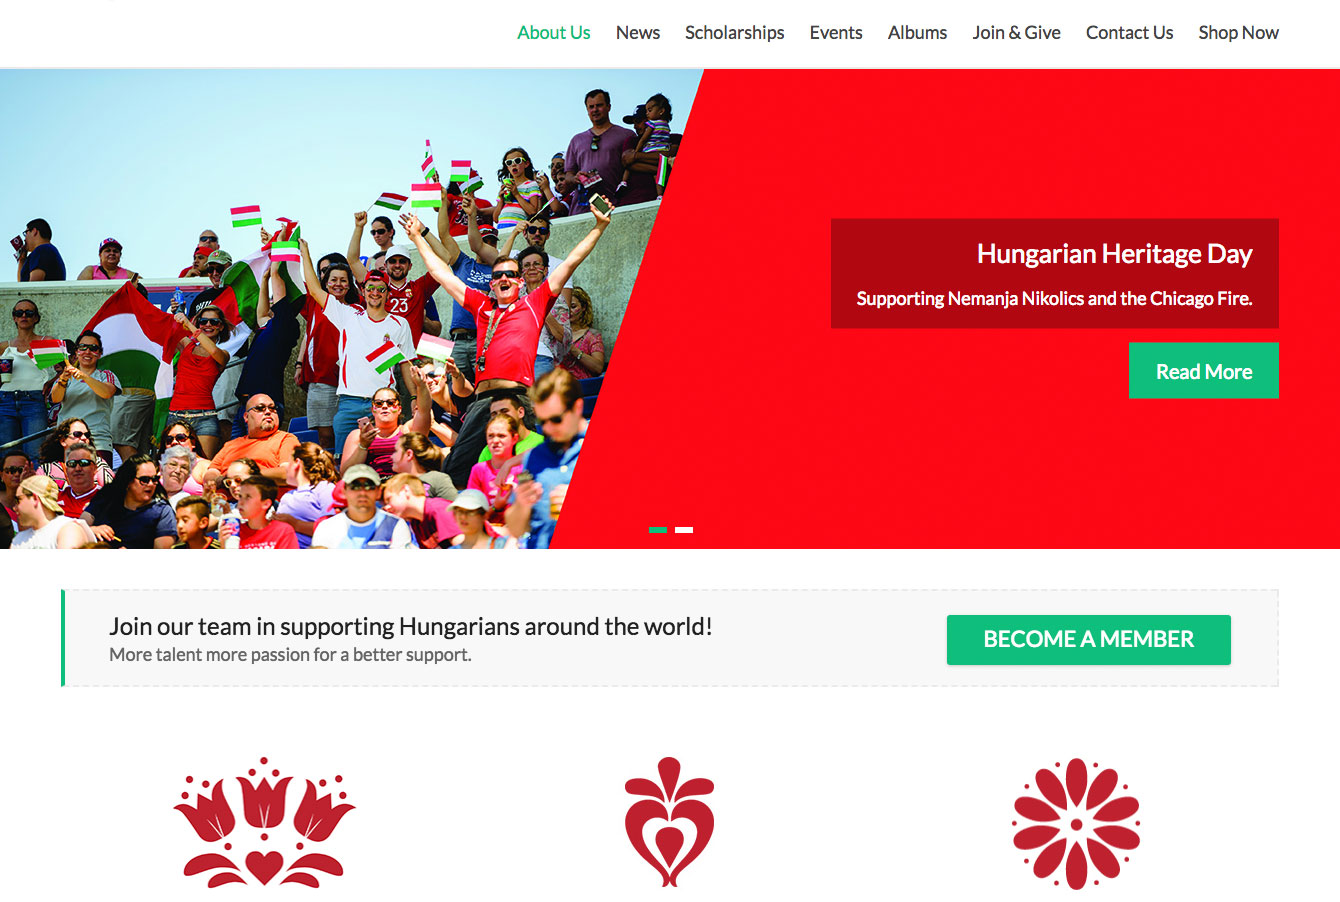 About Us News Scholarships Events Albums Join & Give Contact Us Shop Now
23
Hungarian Heritage Day
Supporting Nemanja Nikolics and the Chicago Fire.
Read More
Join our team in supporting Hungarians around the world!
More talent more passion for a better support.
BECOME A MEMBER